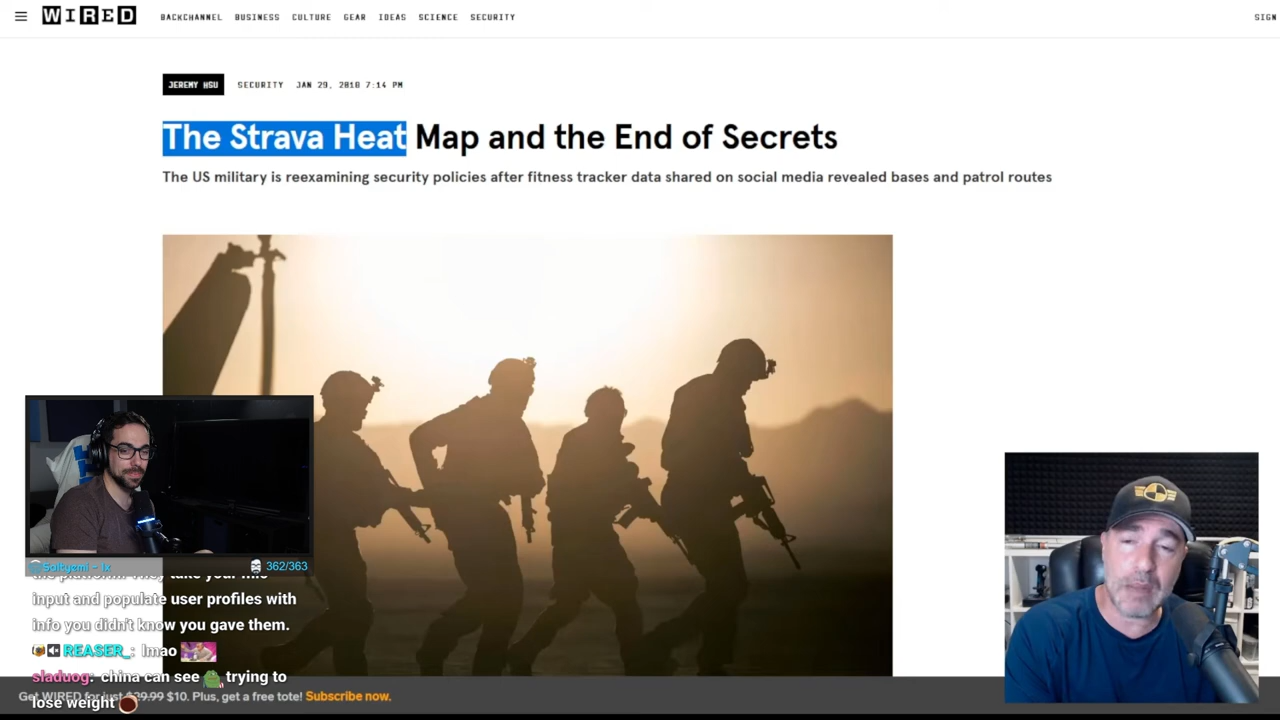 WIRED
BACKCHANNEL BUSINESS CULTURE GEAR IDEAS SCIENCE SECURITY
SIGN
JEREMY HSU SECURITY JAN 29, 2018 7:14 PM
The Strava Heat Map and the End of Secrets
The US military is reexamining security policies after fitness tracker data shared on social media revealed bases and patrol routes
Saltyemi - 1x 362/363
input and populate user profiles with
info you didn't know you gave them.
REASER_: lmao
sladuog: china can see trying to
lose weight
Get WIRED for just $39.99 $10. Plus, get a free tote! Subscribe now.